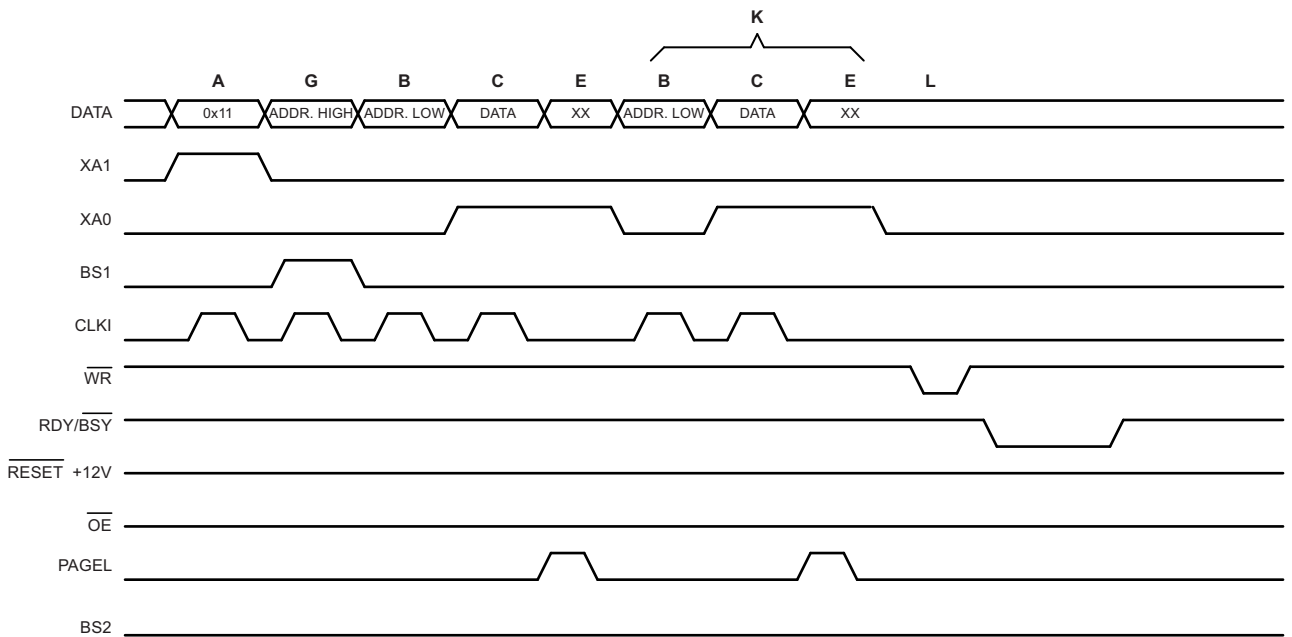 K
A G B C E B C E L
DATA 0x11 ADDR. HIGH ADDR. LOW DATA XX ADDR. LOW DATA XX
XA1
XA0
BS1
CLKI
WR
RDY/BSY
RESET +12V
OE
PAGEL
BS2